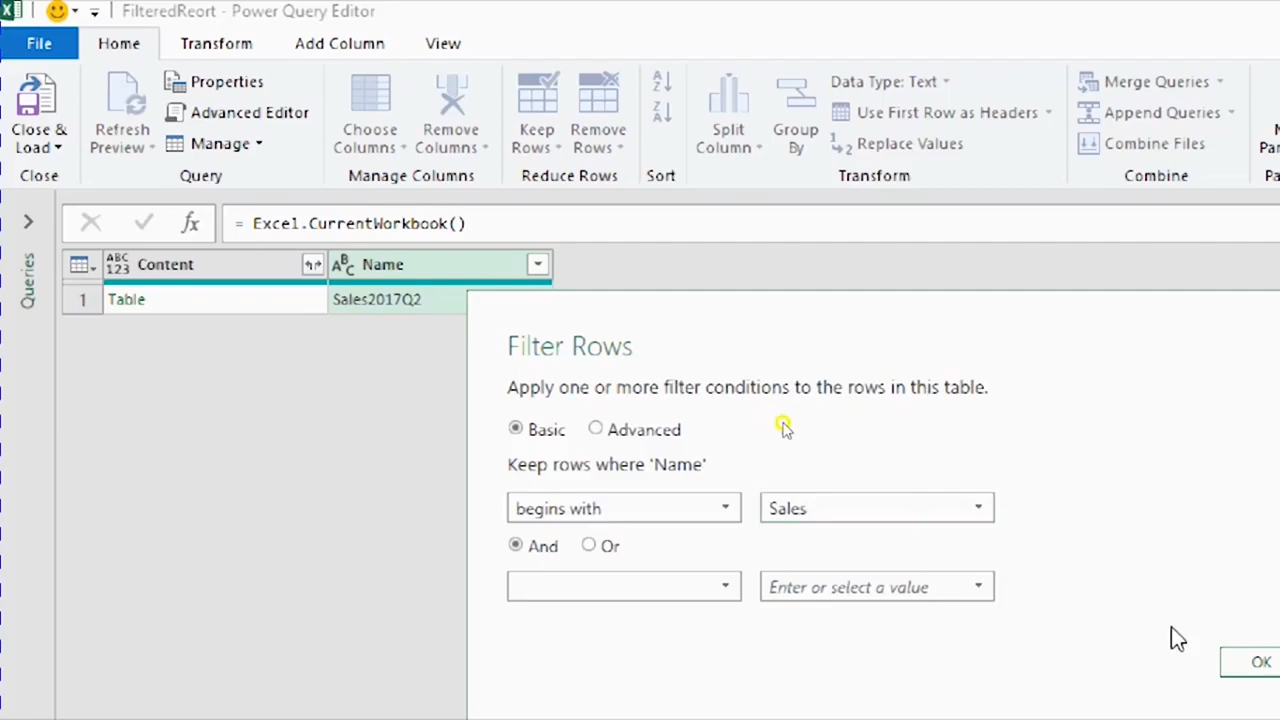 FilteredReort - Power Query Editor
File Home Transform Add Column View
Close & Load
Close
Refresh Preview
Properties
Advanced Editor
Manage
Query
Choose Columns
Remove Columns
Manage Columns
Keep Rows
Remove Rows
Reduce Rows
Sort
Split Column
Group By
Data Type: Text
Use First Row as Headers
Replace Values
Transform
Merge Queries
Append Queries
Combine Files
Combine
Queries
fx = Excel.CurrentWorkbook()
ABC 123 Content ABC Name
1 Table Sales2017Q2
Filter Rows
Apply one or more filter conditions to the rows in this table.
Basic Advanced
Keep rows where 'Name'
begins with Sales
And Or
Enter or select a value
OK